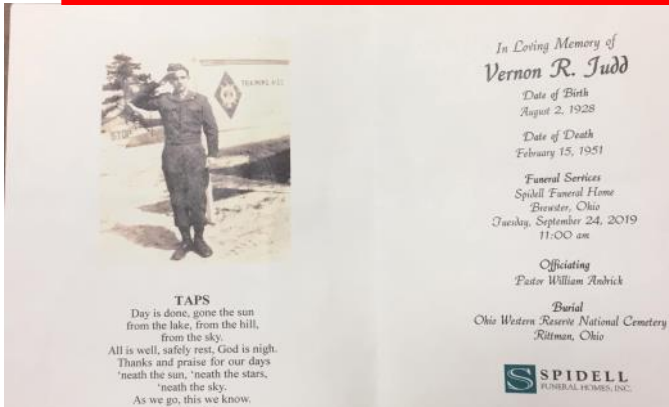 STOP
TRAINING AIDS
TAPS
Day is done, gone the sun
from the lake, from the hill,
from the sky.
All is well, safely rest, God is nigh.
Thanks and praise for our days
'neath the sun, 'neath the stars,
'neath the sky.
As we go, this we know.
In Loving Memory of
Vernon R. Judd
Date of Birth
August 2, 1928
Date of Death
February 15, 1951
Funeral Services
Spidell Funeral Home
Brewster, Ohio
Tuesday, September 24, 2019
11:00 am
Officiating
Pastor William Andrick
Burial
Ohio Western Reserve National Cemetery
Rittman, Ohio
S SPIDELL
FUNERAL HOMES, INC.